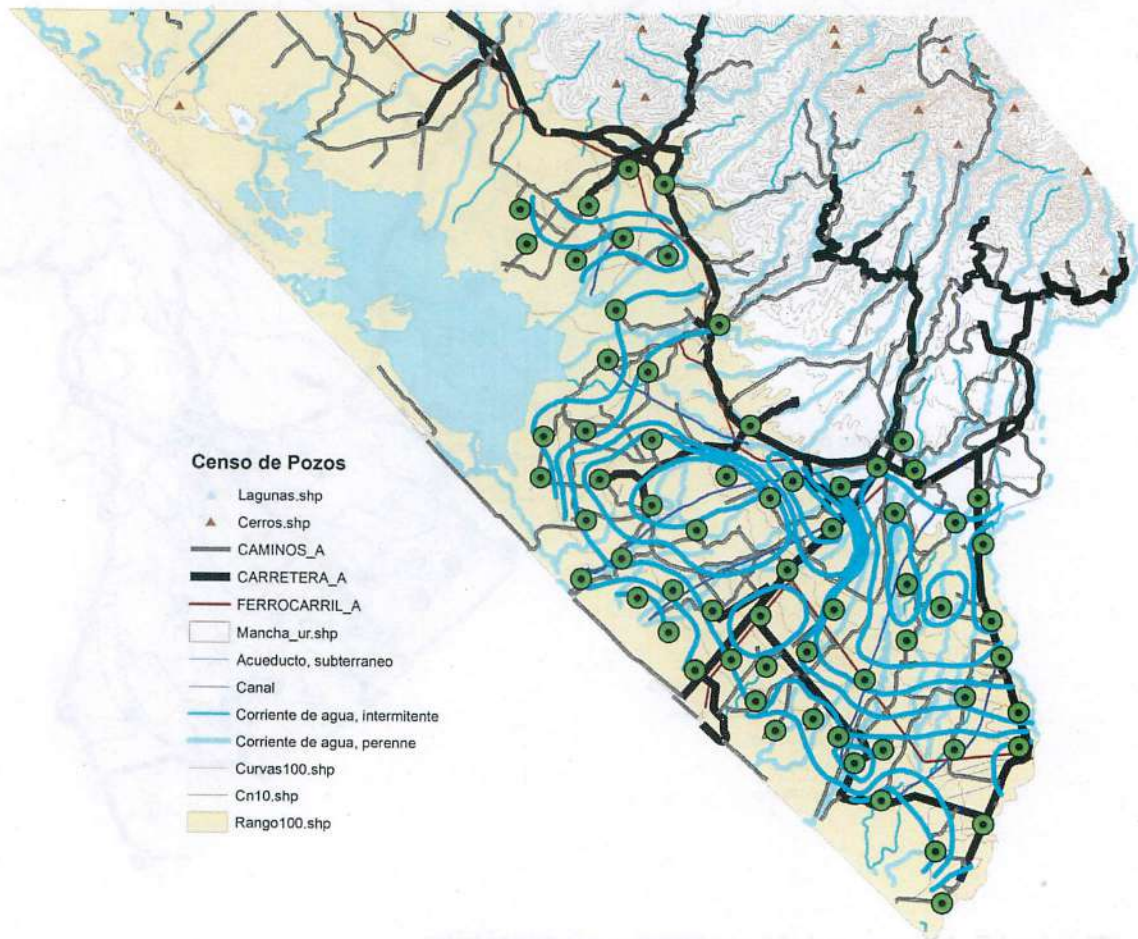 Censo de Pozos
Lagunas.shp
Cerros.shp
CAMINOS_A
CARRETERA_A
FERROCARRIL_A
Mancha_ur.shp
Acueducto, subterraneo
Canal
Corriente de agua, intermitente
Corriente de agua, perenne
Curvas100.shp
Cn10.shp
Rango100.shp